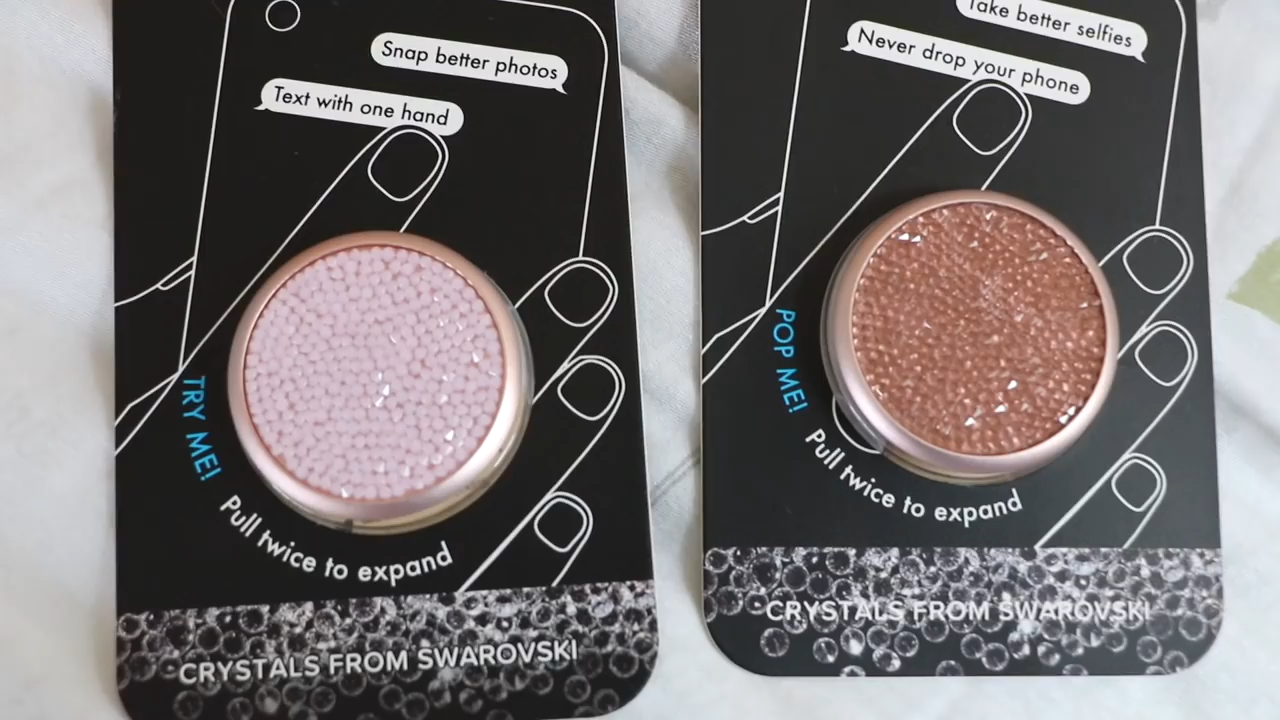 Snap better photos
Text with one hand
TRY ME!
Pull twice to expand
CRYSTALS FROM SWAROVSKI
Take better selfies
Never drop your phone
POP ME!
Pull twice to expand
CRYSTALS FROM SWAROVSKI